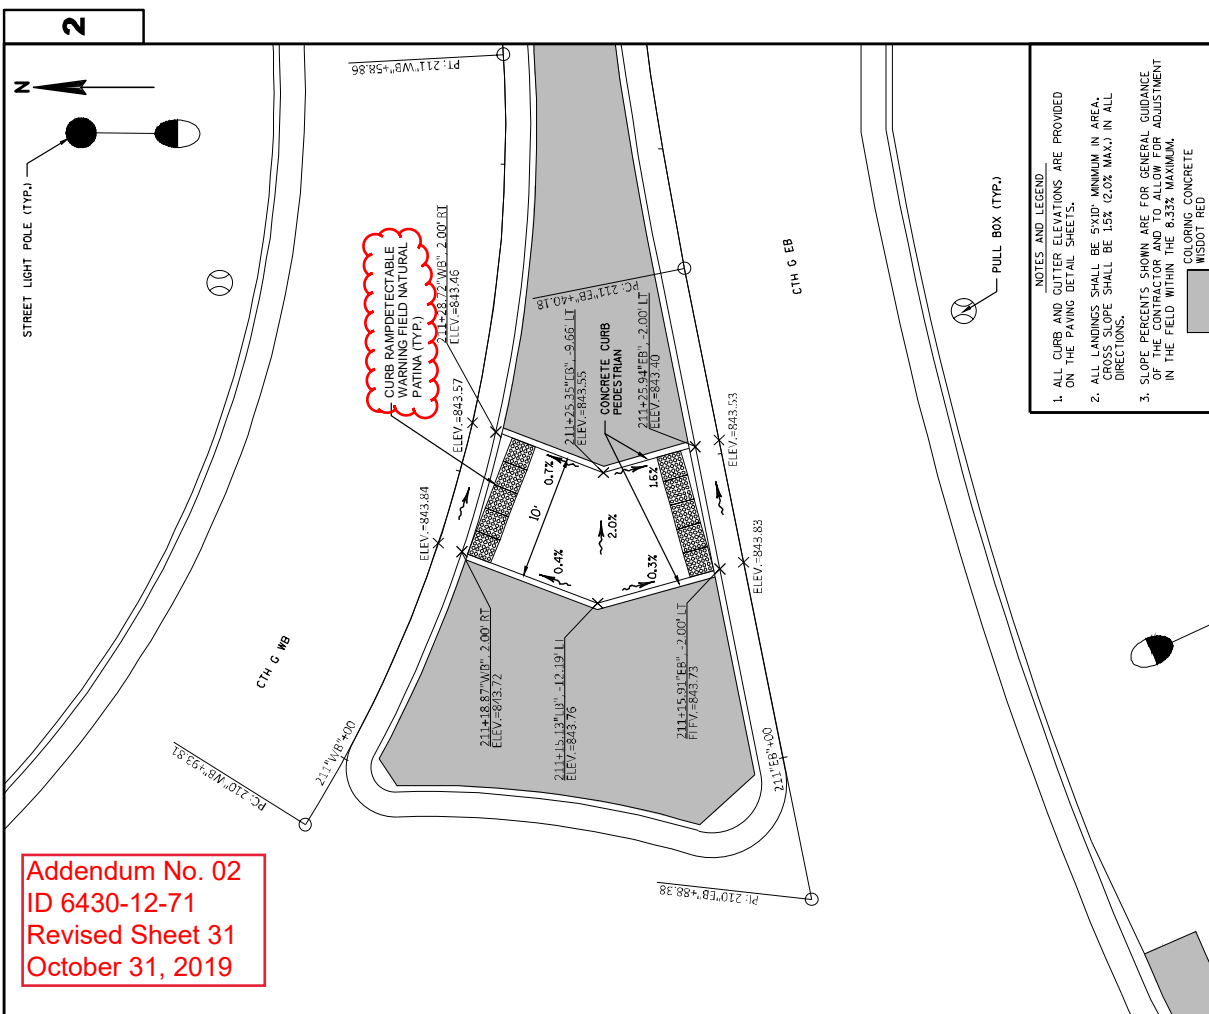 2
N
STREET LIGHT POLE (TYP.)
PT: 211"WB"+58.86
CURB RAMPDETECTABLE
WARNING FIELD NATURAL
PATINA (TYP.)
211+28.72"WB", 2.00' RT
ELEV.=843.46
ELEV.=843.57
ELEV.=843.84
PC: 211"EB"+40.18
211+25.35"EB", -9.66' LT
ELEV.=843.55
CONCRETE CURB
PEDESTRIAN
211+25.94"EB", -2.00' LT
ELEV.=843.40
ELEV.=843.53
ELEV.=843.83
0.7%
1.6%
10'
2.0%
0.4%
0.3%
211+18.87"WB", 2.00' RT
ELEV.=843.72
211+15.13"EB", -12.19' LT
ELEV.=843.76
211+15.91"EB", -2.00' LT
ELEV.=843.73
CTH G WB
CTH G EB
PULL BOX (TYP.)
211"WB"+00
PC: 210"WB"+93.81
211"EB"+00
PI: 210"EB"+88.38
NOTES AND LEGEND
1. ALL CURB AND GUTTER ELEVATIONS ARE PROVIDED
ON THE PAVING DETAIL SHEETS.
2. ALL LANDINGS SHALL BE 5'X10' MINIMUM IN AREA.
CROSS SLOPE SHALL BE 1.5% (2.0% MAX.) IN ALL
DIRECTIONS.
3. SLOPE PERCENTS SHOWN ARE FOR GENERAL GUIDANCE
OF THE CONTRACTOR AND TO ALLOW FOR ADJUSTMENT
IN THE FIELD WITHIN THE 8.33% MAXIMUM.
COLORING CONCRETE
WISDOT RED
Addendum No. 02
ID 6430-12-71
Revised Sheet 31
October 31, 2019